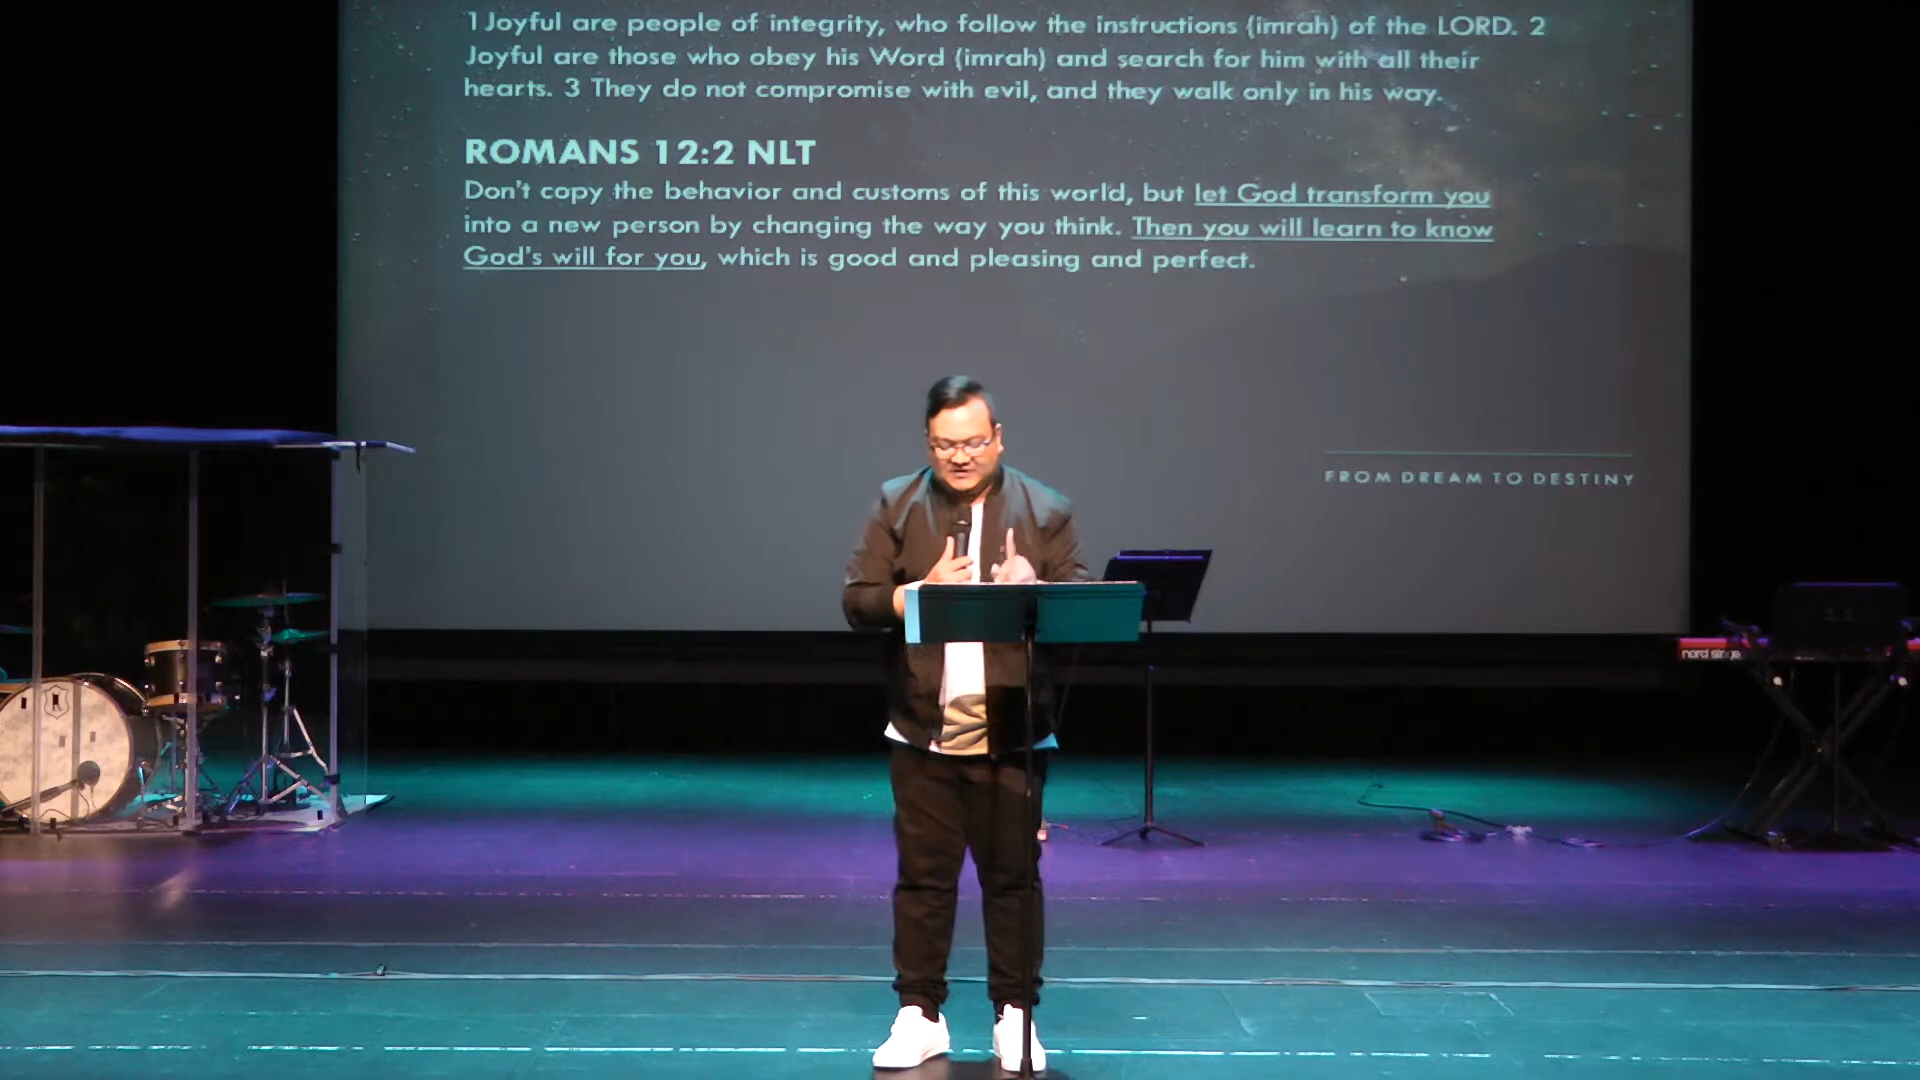 1 Joyful are people of integrity, who follow the instructions (imrah) of the LORD. 2
Joyful are those who obey his Word (imrah) and search for him with all their
hearts. 3 They do not compromise with evil, and they walk only in his way.
ROMANS 12:2 NLT
Don't copy the behavior and customs of this world, but let God transform you
into a new person by changing the way you think. Then you will learn to know
God's will for you, which is good and pleasing and perfect.
FROM DREAM TO DESTINY
nord stage